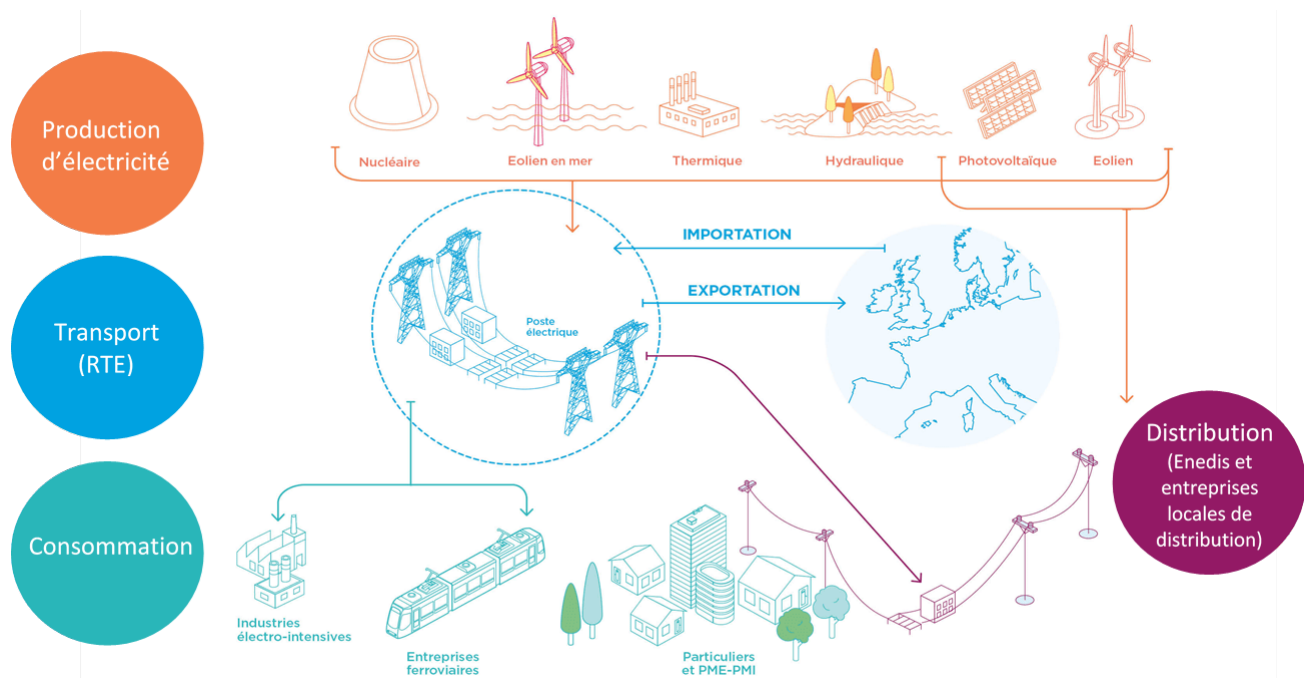 Production
d’électricité
Nucléaire
Eolien en mer
Thermique
Hydraulique
Photovoltaïque
Eolien
IMPORTATION
EXPORTATION
Poste
électrique
Transport
(RTE)
Distribution
(Enedis et
entreprises
locales de
distribution)
Consommation
Industries
électro-intensives
Entreprises
ferroviaires
Particuliers
et PME-PMI